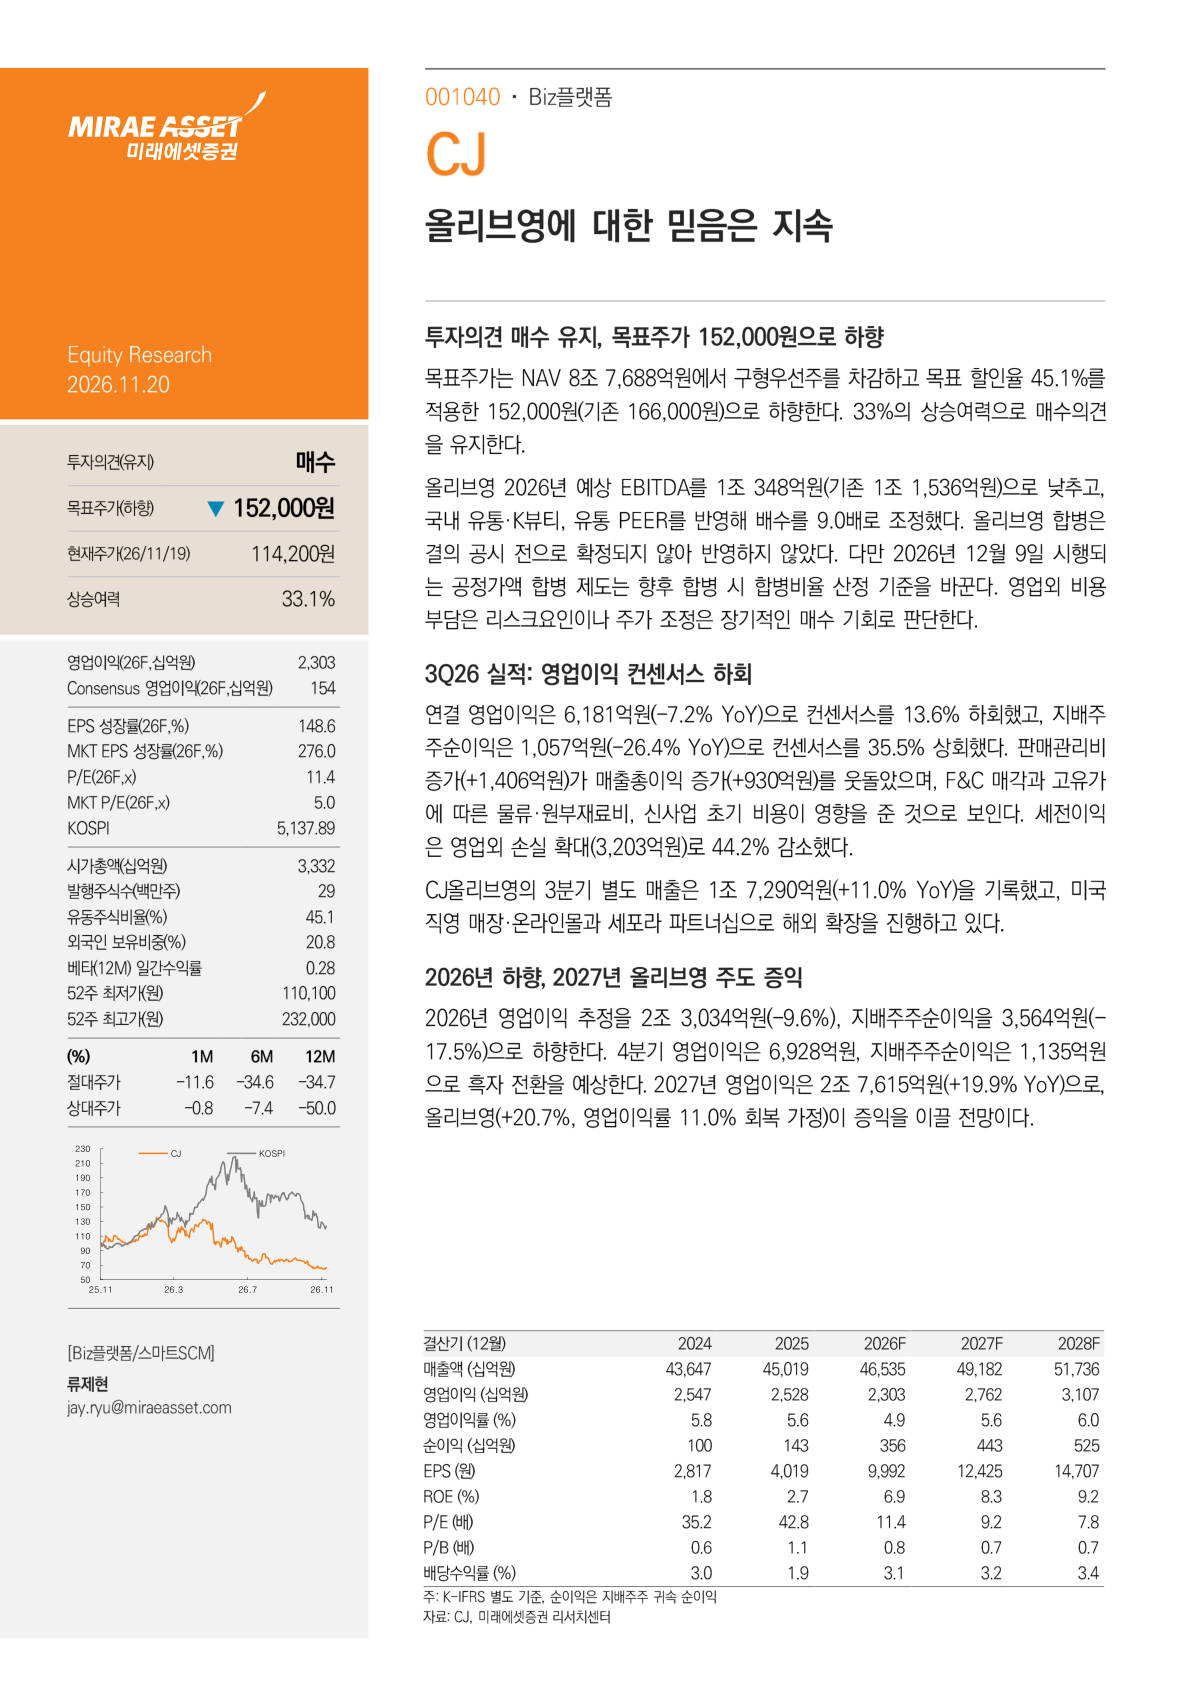 MIRAE ASSET
미래에셋증권
Equity Research
2026.11.20
투자의견(유지) 매수
목표주가(하향) ▼ 152,000원
현재주가(26/11/19) 114,200원
상승여력 33.1%
영업이익(26F,십억원) 2,303
Consensus 영업이익(26F,십억원) 154
EPS 성장률(26F,%) 148.6
MKT EPS 성장률(26F,%) 276.0
P/E(26F,x) 11.4
MKT P/E(26F,x) 5.0
KOSPI 5,137.89
시가총액(십억원) 3,332
발행주식수(백만주) 29
유동주식비율(%) 45.1
외국인 보유비중(%) 20.8
베타(12M) 일간수익률 0.28
52주 최저가(원) 110,100
52주 최고가(원) 232,000
(%) 1M 6M 12M
절대주가 -11.6 -34.6 -34.7
상대주가 -0.8 -7.4 -50.0
CJ KOSPI
230
210
190
170
150
130
110
90
70
50
25.11 26.3 26.7 26.11
[Biz플랫폼/스마트SCM]
류제현
jay.ryu@miraeasset.com
001040 · Biz플랫폼
CJ
올리브영에 대한 믿음은 지속
투자의견 매수 유지, 목표주가 152,000원으로 하향
목표주가는 NAV 8조 7,688억원에서 구형우선주를 차감하고 목표 할인율 45.1%를
적용한 152,000원(기존 166,000원)으로 하향한다. 33%의 상승여력으로 매수의견
을 유지한다.
올리브영 2026년 예상 EBITDA를 1조 348억원(기존 1조 1,536억원)으로 낮추고,
국내 유통·K뷰티, 유통 PEER를 반영해 배수를 9.0배로 조정했다. 올리브영 합병은
결의 공시 전으로 확정되지 않아 반영하지 않았다. 다만 2026년 12월 9일 시행되
는 공정가액 합병 제도는 향후 합병 시 합병비율 산정 기준을 바꾼다. 영업외 비용
부담은 리스크요인이나 주가 조정은 장기적인 매수 기회로 판단한다.
3Q26 실적: 영업이익 컨센서스 하회
연결 영업이익은 6,181억원(-7.2% YoY)으로 컨센서스를 13.6% 하회했고, 지배주
주순이익은 1,057억원(-26.4% YoY)으로 컨센서스를 35.5% 상회했다. 판매관리비
증가(+1,406억원)가 매출총이익 증가(+930억원)를 웃돌았으며, F&C 매각과 고유가
에 따른 물류·원부재료비, 신사업 초기 비용이 영향을 준 것으로 보인다. 세전이익
은 영업외 손실 확대(3,203억원)로 44.2% 감소했다.
CJ올리브영의 3분기 별도 매출은 1조 7,290억원(+11.0% YoY)을 기록했고, 미국
직영 매장·온라인몰과 세포라 파트너십으로 해외 확장을 진행하고 있다.
2026년 하향, 2027년 올리브영 주도 증익
2026년 영업이익 추정을 2조 3,034억원(-9.6%), 지배주주순이익을 3,564억원(-
17.5%)으로 하향한다. 4분기 영업이익은 6,928억원, 지배주주순이익은 1,135억원
으로 흑자 전환을 예상한다. 2027년 영업이익은 2조 7,615억원(+19.9% YoY)으로,
올리브영(+20.7%, 영업이익률 11.0% 회복 가정)이 증익을 이끌 전망이다.
결산기 (12월) 2024 2025 2026F 2027F 2028F
매출액 (십억원) 43,647 45,019 46,535 49,182 51,736
영업이익 (십억원) 2,547 2,528 2,303 2,762 3,107
영업이익률 (%) 5.8 5.6 4.9 5.6 6.0
순이익 (십억원) 100 143 356 443 525
EPS (원) 2,817 4,019 9,992 12,425 14,707
ROE (%) 1.8 2.7 6.9 8.3 9.2
P/E (배) 35.2 42.8 11.4 9.2 7.8
P/B (배) 0.6 1.1 0.8 0.7 0.7
배당수익률 (%) 3.0 1.9 3.1 3.2 3.4
주: K-IFRS 별도 기준, 순이익은 지배주주 귀속 순이익
자료: CJ, 미래에셋증권 리서치센터